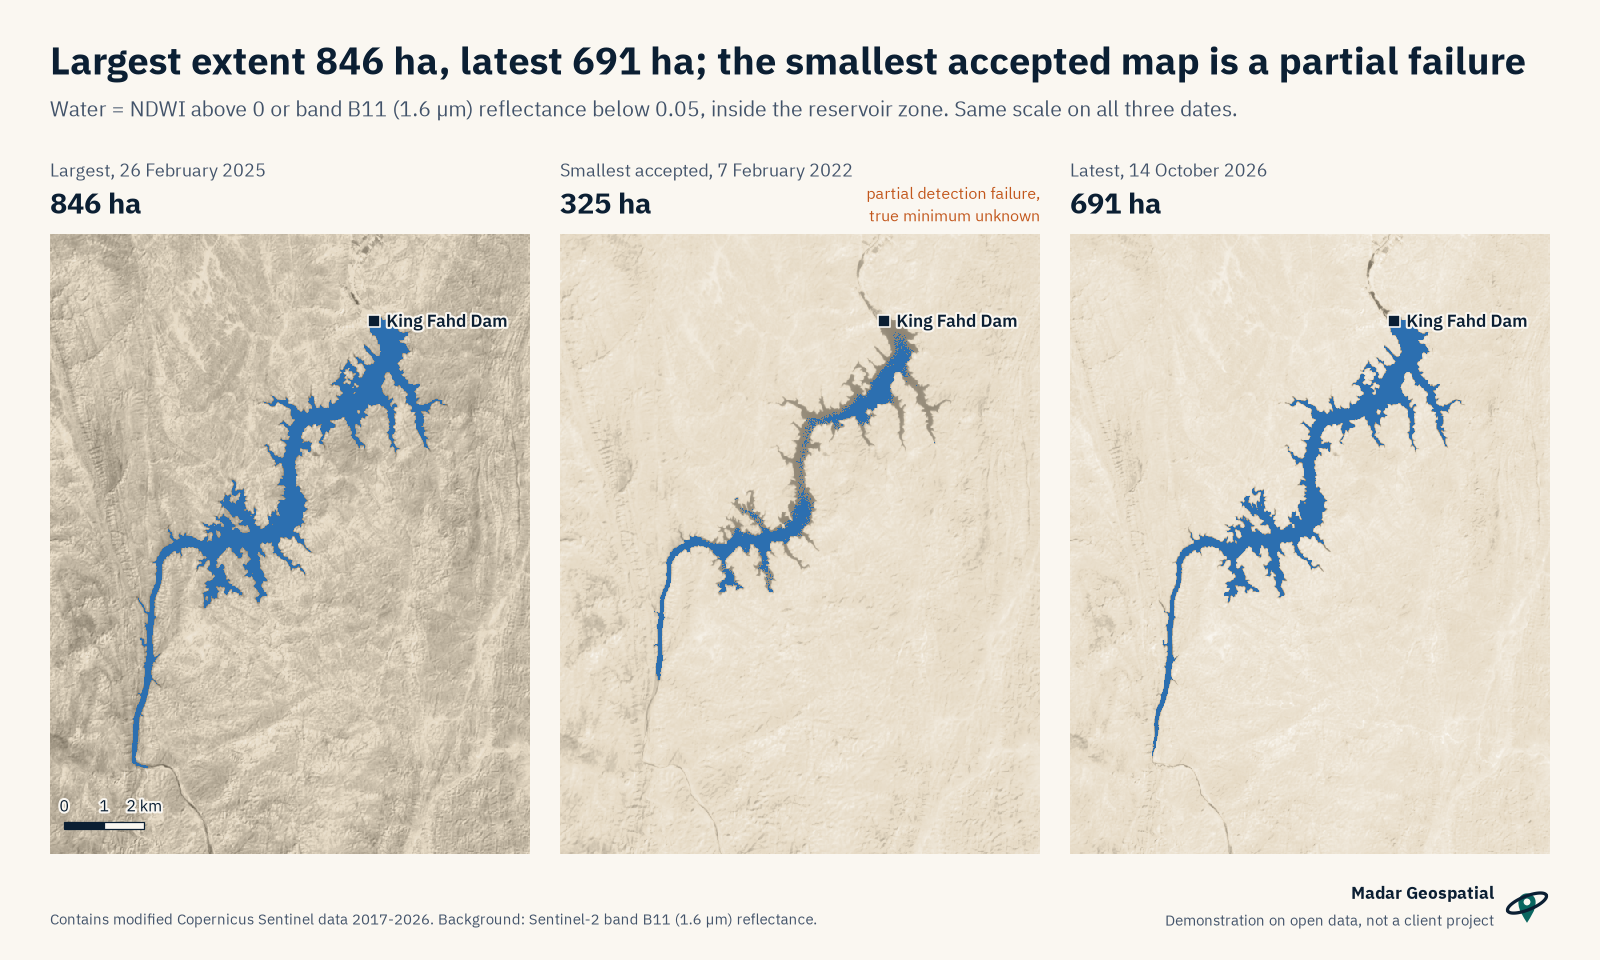 Largest extent 846 ha, latest 691 ha; the smallest accepted map is a partial failure
Water = NDWI above 0 or band B11 (1.6 µm) reflectance below 0.05, inside the reservoir zone. Same scale on all three dates.
Largest, 26 February 2025
846 ha
Smallest accepted, 7 February 2022
325 ha
partial detection failure,
true minimum unknown
Latest, 14 October 2026
691 ha
King Fahd Dam
King Fahd Dam
King Fahd Dam
0 1 2 km
Contains modified Copernicus Sentinel data 2017-2026. Background: Sentinel-2 band B11 (1.6 µm) reflectance.
Madar Geospatial
Demonstration on open data, not a client project